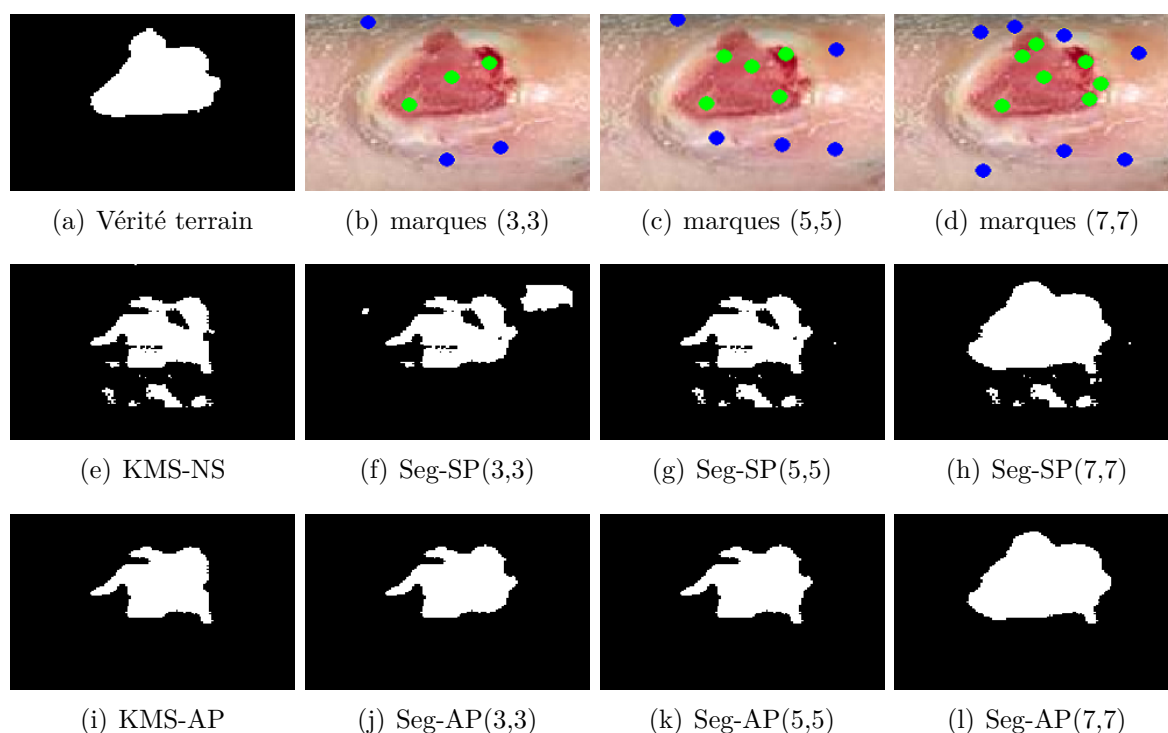 (a) Vérité terrain
(b) marques (3,3)
(c) marques (5,5)
(d) marques (7,7)
(e) KMS-NS
(f) Seg-SP(3,3)
(g) Seg-SP(5,5)
(h) Seg-SP(7,7)
(i) KMS-AP
(j) Seg-AP(3,3)
(k) Seg-AP(5,5)
(l) Seg-AP(7,7)